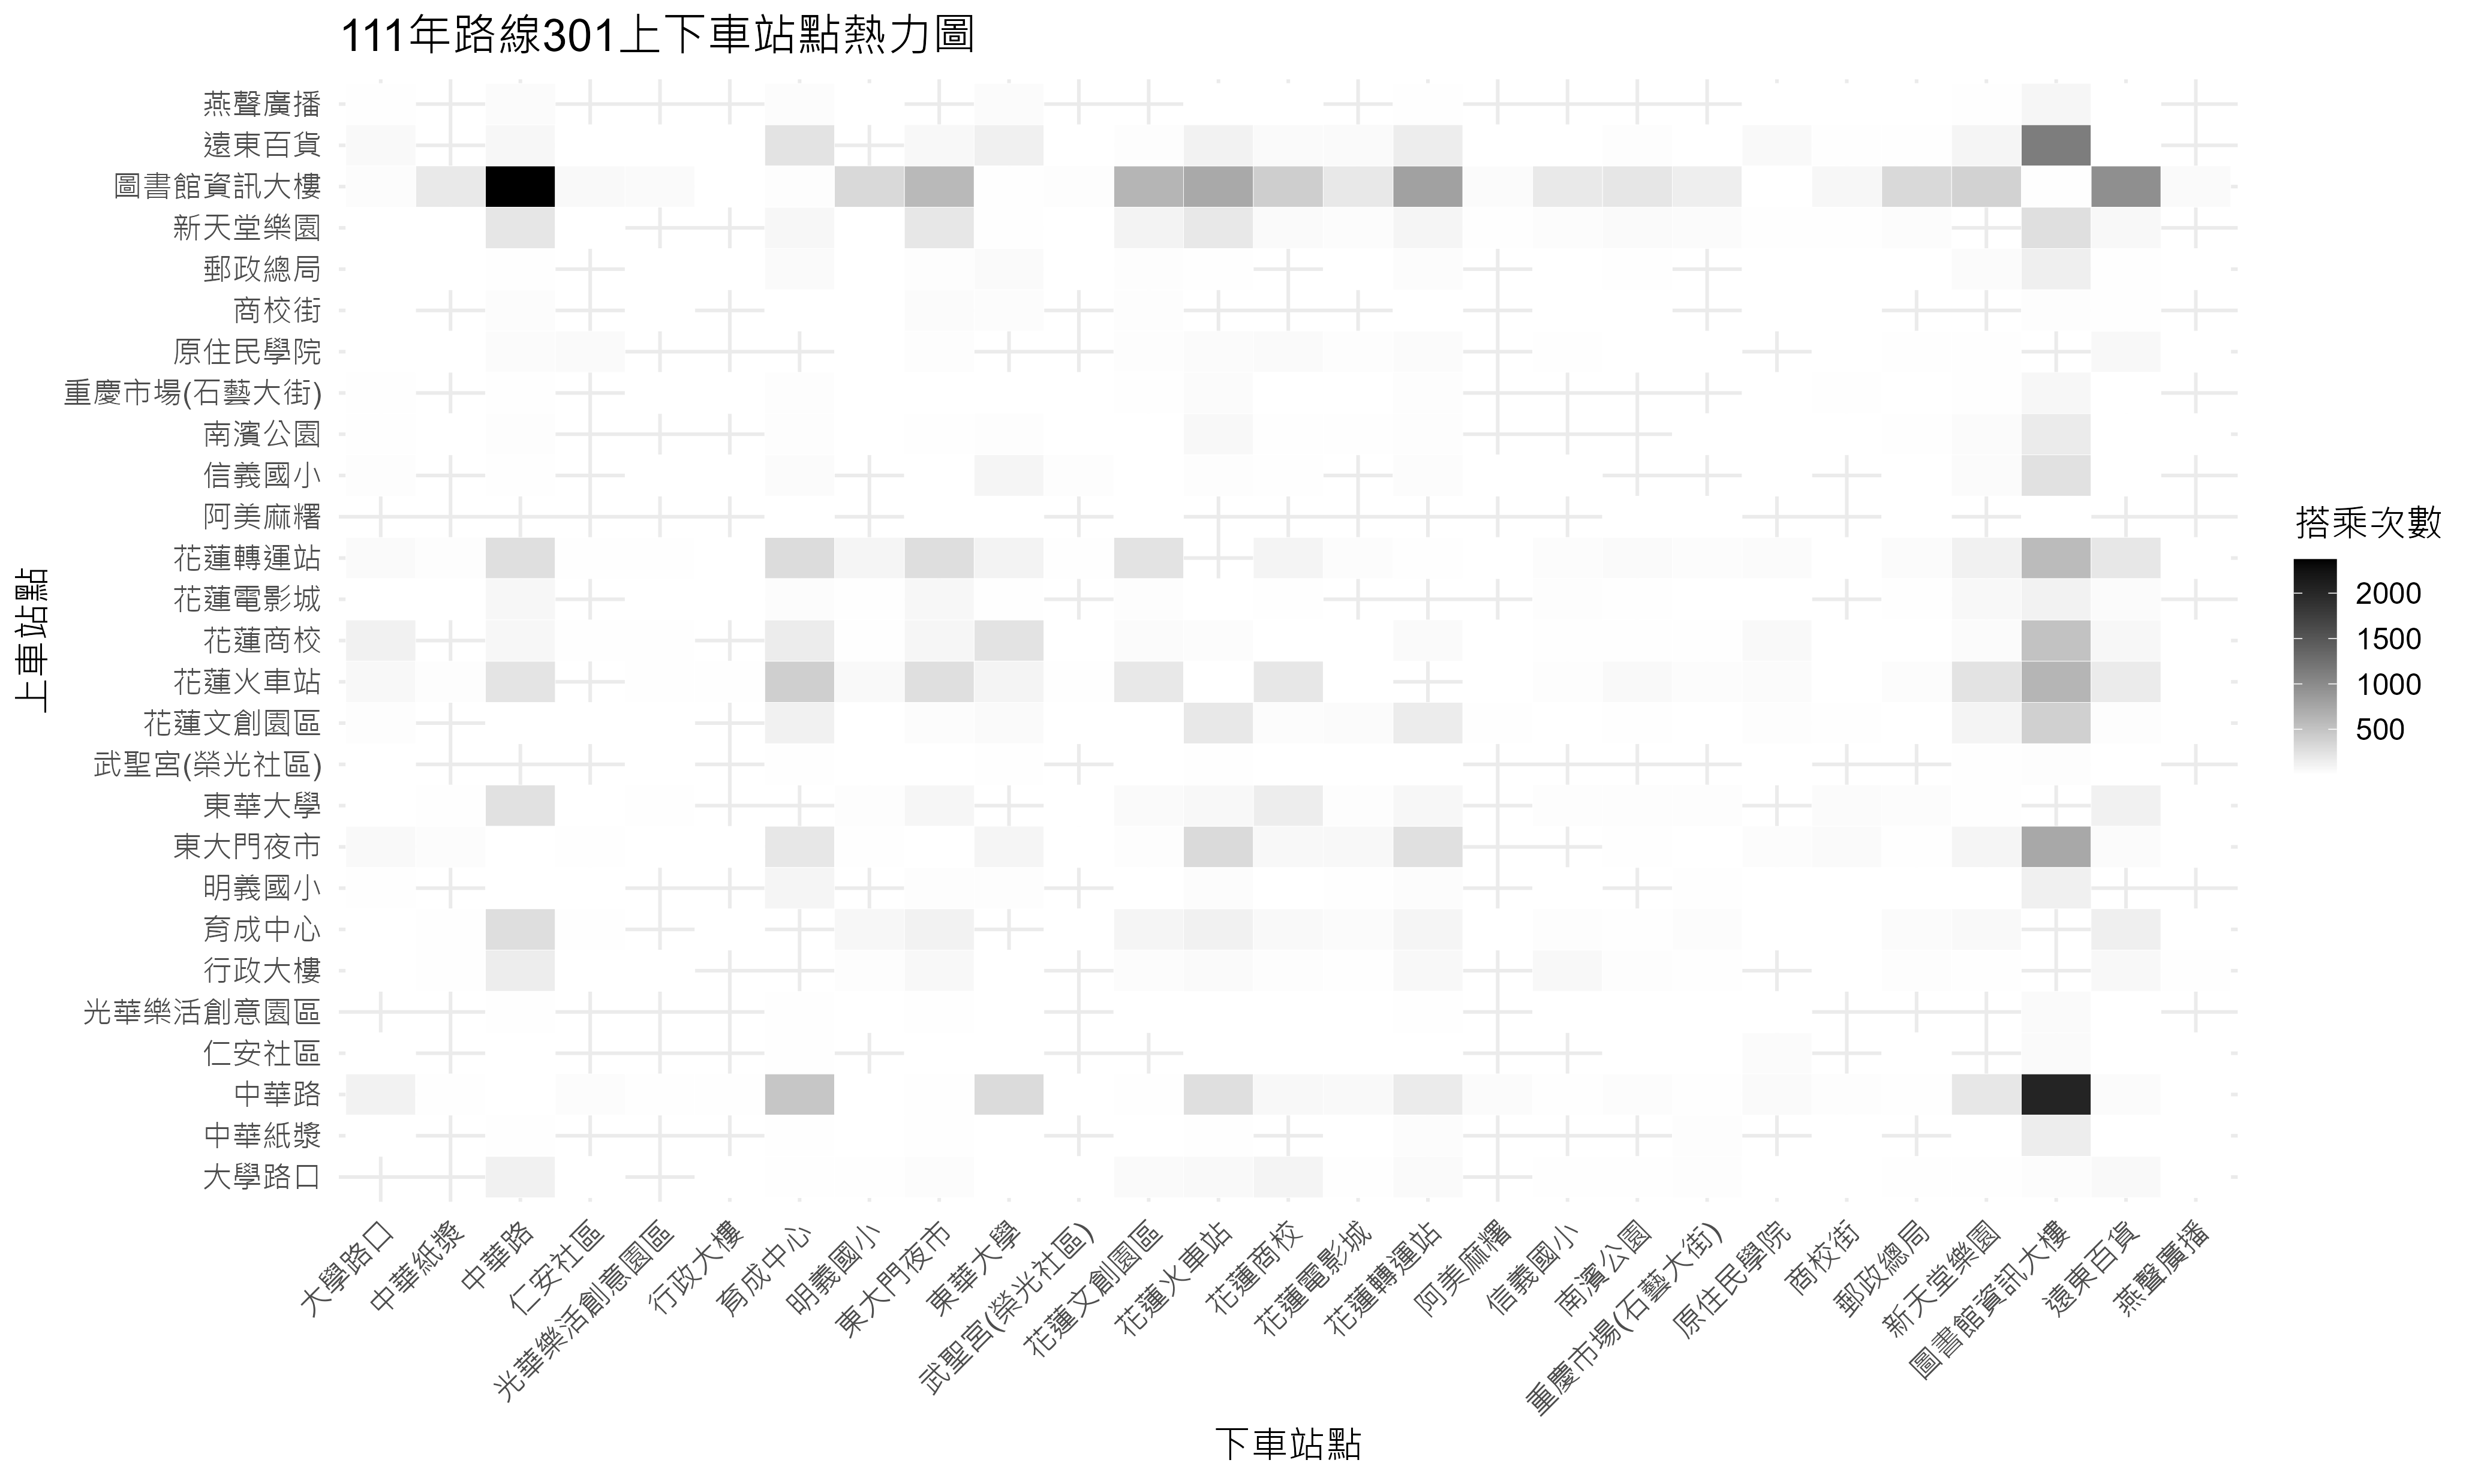 111年路線301上下車站點熱力圖
上車站點
燕聲廣播
遠東百貨
圖書館資訊大樓
新天堂樂園
郵政總局
商校街
原住民學院
重慶市場(石藝大街)
南濱公園
信義國小
阿美麻糬
花蓮轉運站
花蓮電影城
花蓮商校
花蓮火車站
花蓮文創園區
武聖宮(榮光社區)
東華大學
東大門夜市
明義國小
育成中心
行政大樓
光華樂活創意園區
仁安社區
中華路
中華紙漿
大學路口
大學路口
中華紙漿
中華路
仁安社區
光華樂活創意園區
行政大樓
育成中心
明義國小
東大門夜市
東華大學
武聖宮(榮光社區)
花蓮文創園區
花蓮火車站
花蓮商校
花蓮電影城
花蓮轉運站
阿美麻糬
信義國小
南濱公園
重慶市場(石藝大街)
原住民學院
商校街
郵政總局
新天堂樂園
圖書館資訊大樓
遠東百貨
燕聲廣播
下車站點
搭乘次數
2000
1500
1000
500